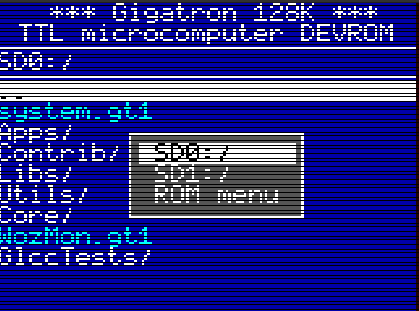 *** Gigatron 128K ***
TTL microcomputer DEVROM
SD0:/
..
system.gt1
Apps/
Contrib/
Libs/
Utils/
Core/
WozMon.gt1
GlccTests/
SD0:/
SD1:/
ROM menu